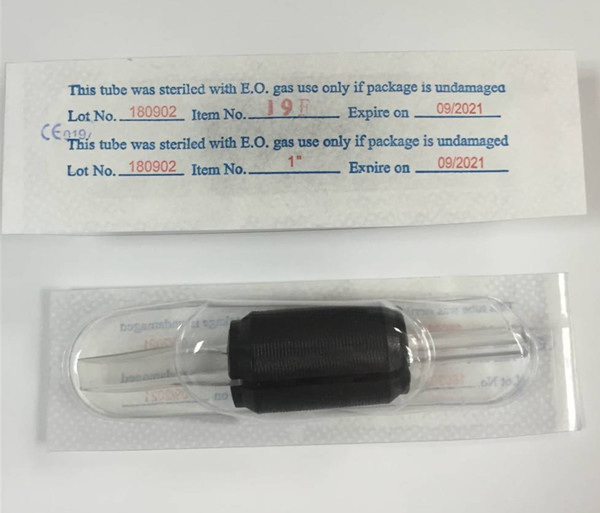 This tube was steriled with E.O. gas use only if package is undamaged
Lot No. 180902 Item No. 19F Expire on 09/2021
CE 0197
This tube was steriled with E.O. gas use only if package is undamaged
Lot No. 180902 Item No. 1" Expire on 09/2021